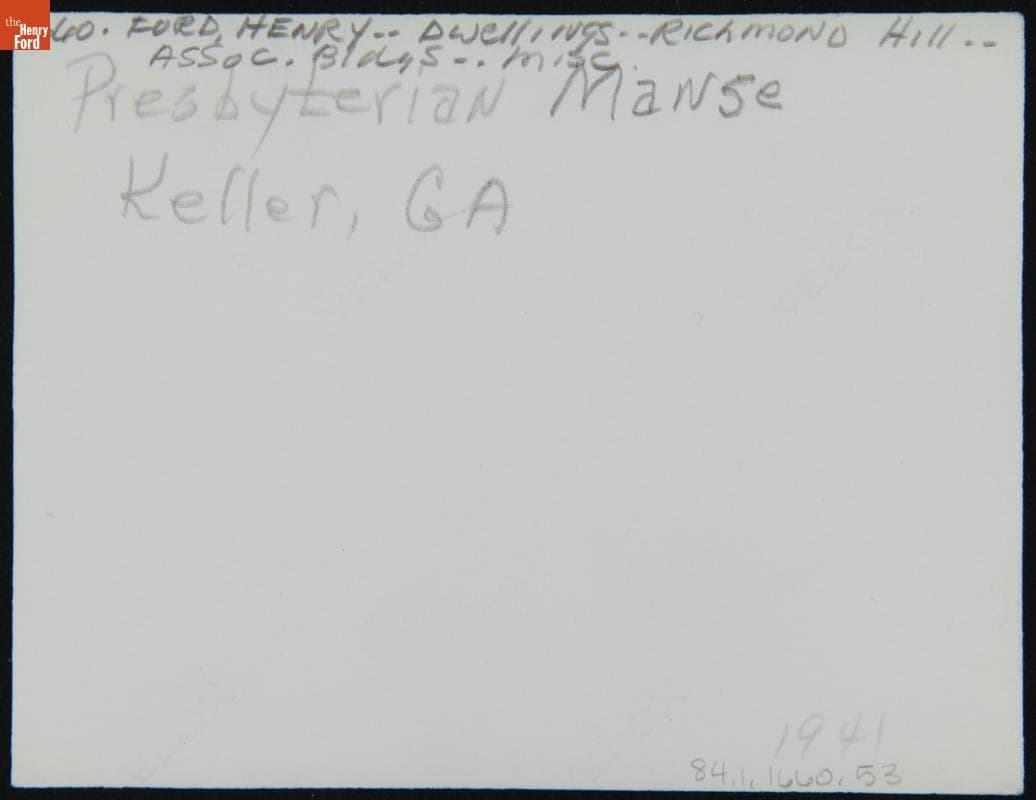 the
Henry
Ford
60. FORD, HENRY-- Dwellings--Richmond Hill--
Assoc. Bldgs-- Misc.
Presbyterian Manse
Keller, GA
1941
84.1.1660.53